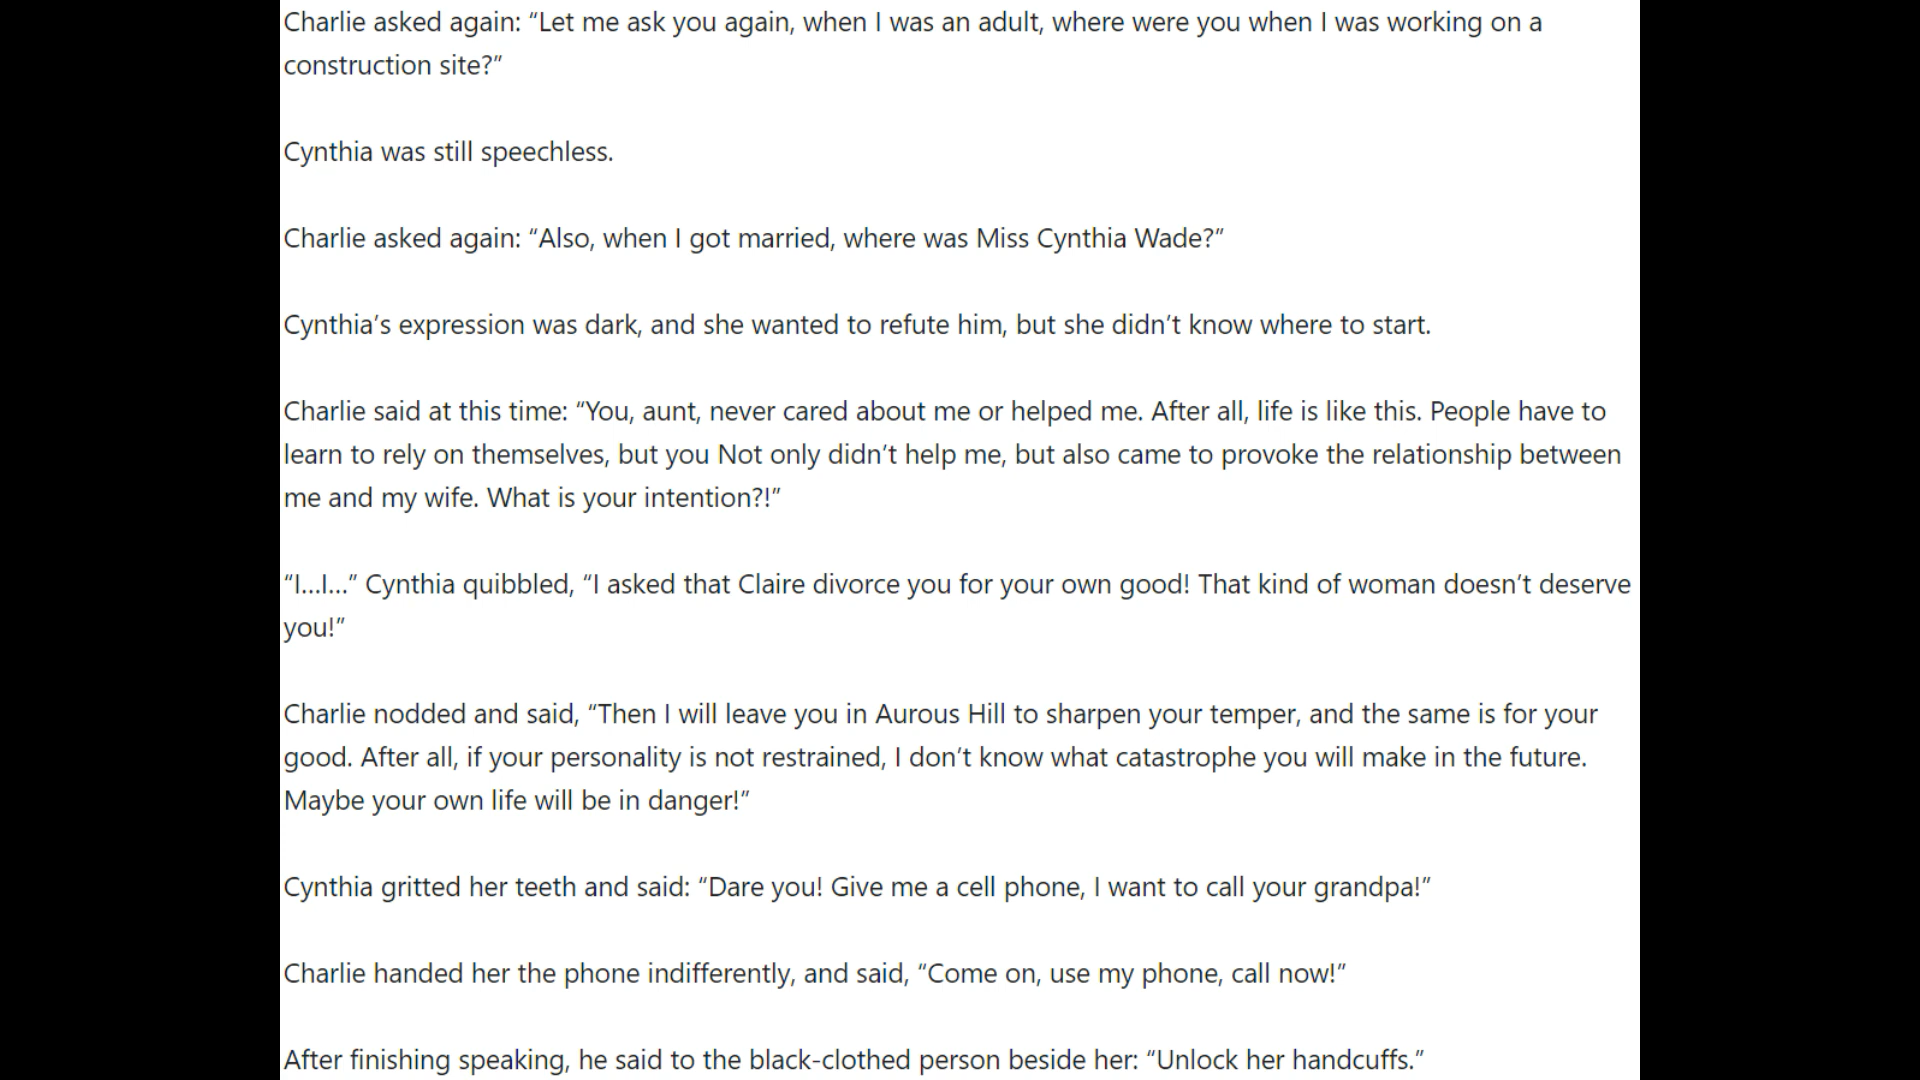 Charlie asked again: “Let me ask you again, when I was an adult, where were you when I was working on a
construction site?”
Cynthia was still speechless.
Charlie asked again: “Also, when I got married, where was Miss Cynthia Wade?”
Cynthia’s expression was dark, and she wanted to refute him, but she didn’t know where to start.
Charlie said at this time: “You, aunt, never cared about me or helped me. After all, life is like this. People have to
learn to rely on themselves, but you Not only didn’t help me, but also came to provoke the relationship between
me and my wife. What is your intention?!”
“I…I…” Cynthia quibbled, “I asked that Claire divorce you for your own good! That kind of woman doesn’t deserve
you!”
Charlie nodded and said, “Then I will leave you in Aurous Hill to sharpen your temper, and the same is for your
good. After all, if your personality is not restrained, I don’t know what catastrophe you will make in the future.
Maybe your own life will be in danger!”
Cynthia gritted her teeth and said: “Dare you! Give me a cell phone, I want to call your grandpa!”
Charlie handed her the phone indifferently, and said, “Come on, use my phone, call now!”
After finishing speaking, he said to the black-clothed person beside her: “Unlock her handcuffs.”